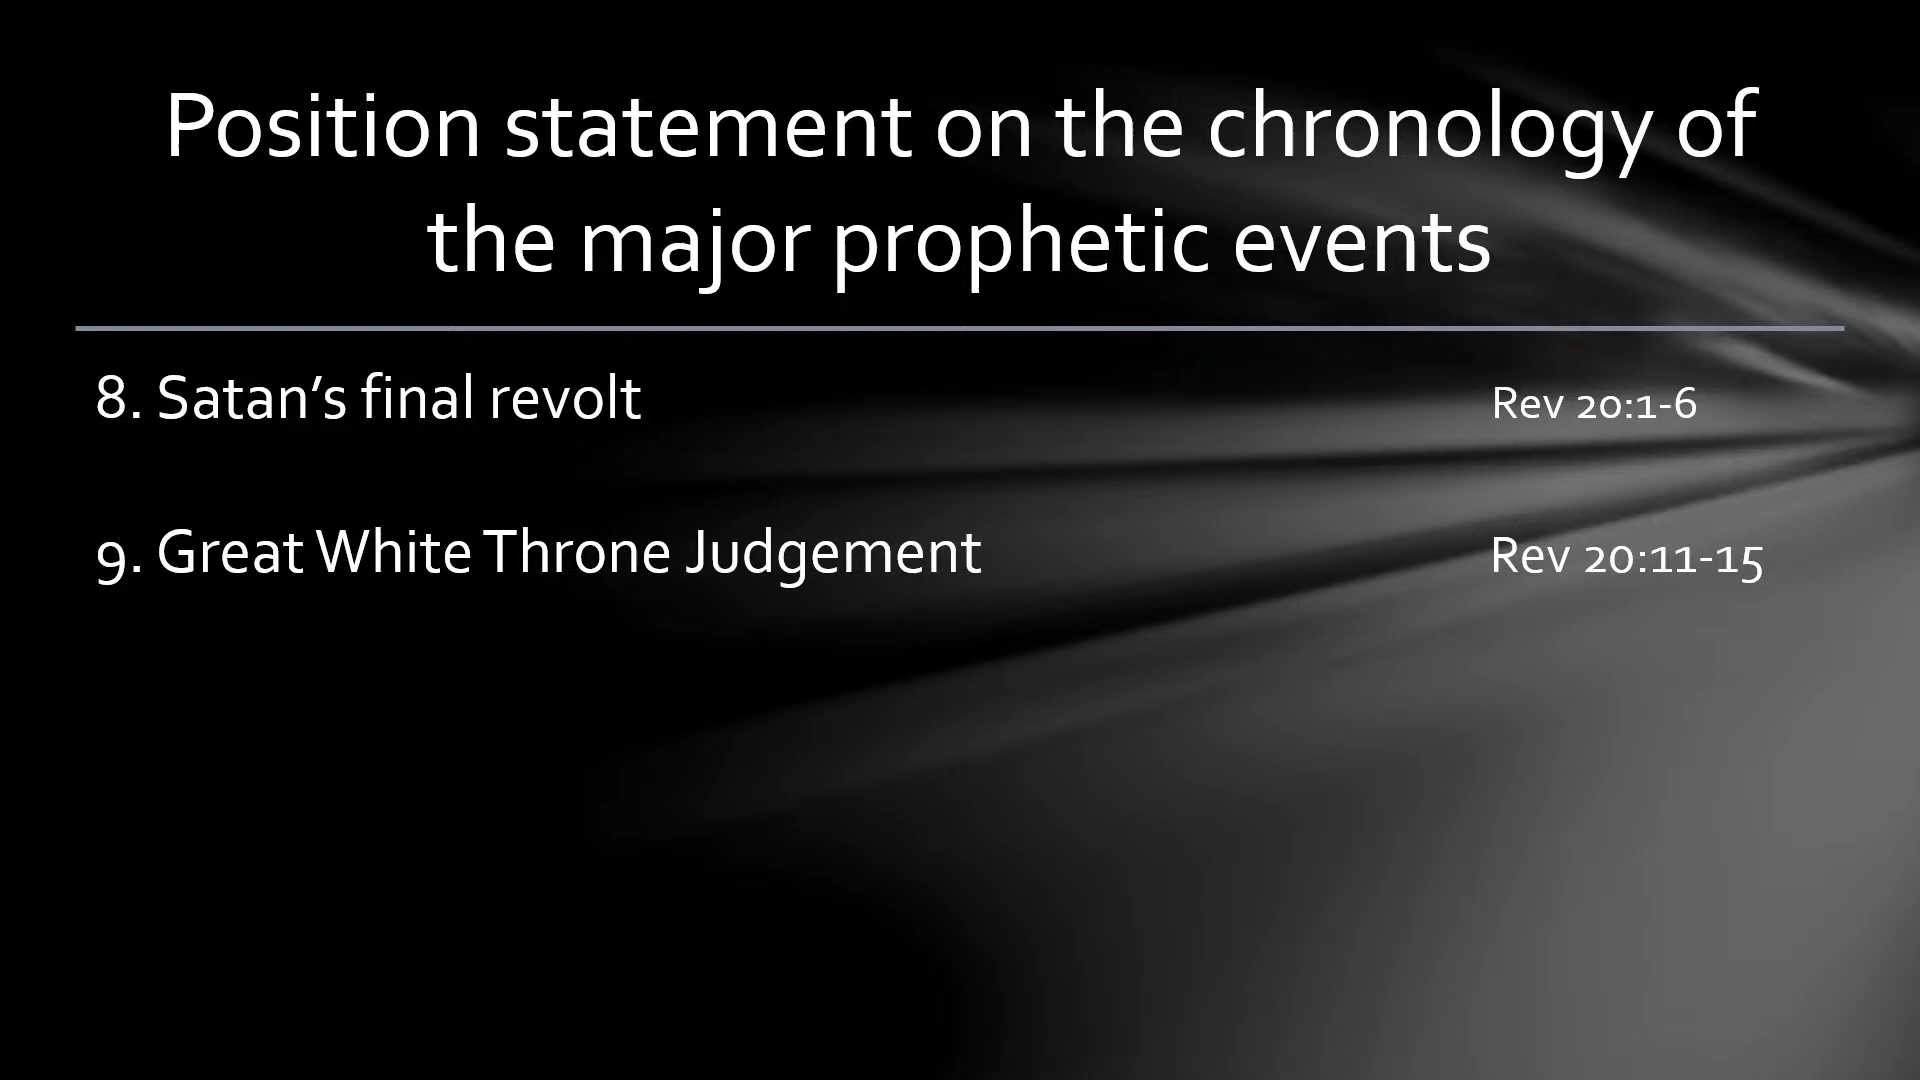 Position statement on the chronology of
the major prophetic events
8. Satan’s final revolt Rev 20:1-6
9. Great White Throne Judgement Rev 20:11-15